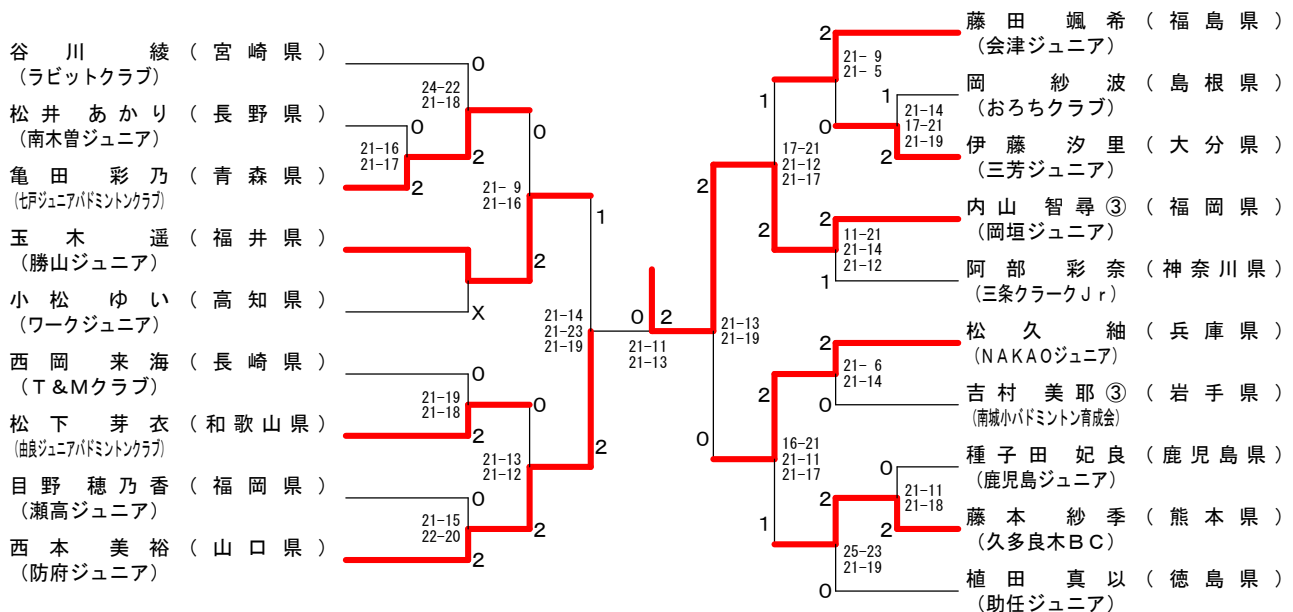 谷川 綾 (宮崎県)
(ラビットクラブ)
松井 あかり (長野県)
(南木曽ジュニア)
亀田 彩乃 (青森県)
(七戸ジュニアバドミントンクラブ)
玉木 遥 (福井県)
(勝山ジュニア)
小松 ゆい (高知県)
(ワークジュニア)
西岡 来海 (長崎県)
(T&Mクラブ)
松下 芽衣 (和歌山県)
(由良ジュニアバドミントンクラブ)
目野 穂乃香 (福岡県)
(瀬高ジュニア)
西本 美裕 (山口県)
(防府ジュニア)
0
24-22
21-18
0
21-16
21-17
2
2
0
21- 9
21-16
2
X
1
21-14
21-23
21-19
0
21-19
21-18
2
0
21-13
21-12
2
0
21-15
22-20
2
2
0
2
21-11
21-13
2
21-13
21-19
0
1
17-21
21-12
21-17
2
2
21- 9
21- 5
0
1
21-14
17-21
21-19
2
2
11-21
21-14
21-12
1
2
21- 6
21-14
0
2
16-21
21-11
21-17
1
0
21-11
21-18
2
2
25-23
21-19
0
藤田 颯希 (福島県)
(会津ジュニア)
岡 紗波 (島根県)
(おろちクラブ)
伊藤 汐里 (大分県)
(三芳ジュニア)
内山 智尋③ (福岡県)
(岡垣ジュニア)
阿部 彩奈 (神奈川県)
(三条クラークJr)
松久 紬 (兵庫県)
(NAKAOジュニア)
吉村 美耶③ (岩手県)
(南城小バドミントン育成会)
種子田 妃良 (鹿児島県)
(鹿児島ジュニア)
藤本 紗季 (熊本県)
(久多良木BC)
植田 真以 (徳島県)
(助任ジュニア)